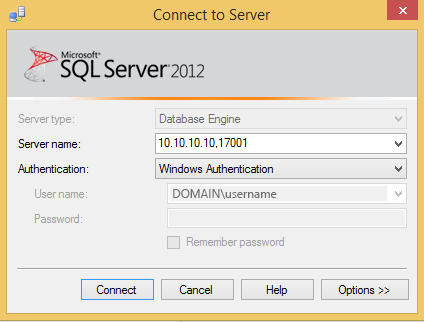 Connect to Server
Microsoft®
SQL Server® 2012
Server type: Database Engine
Server name: 10.10.10.10,17001
Authentication: Windows Authentication
User name: DOMAIN\username
Password:
Remember password
Connect Cancel Help Options >>